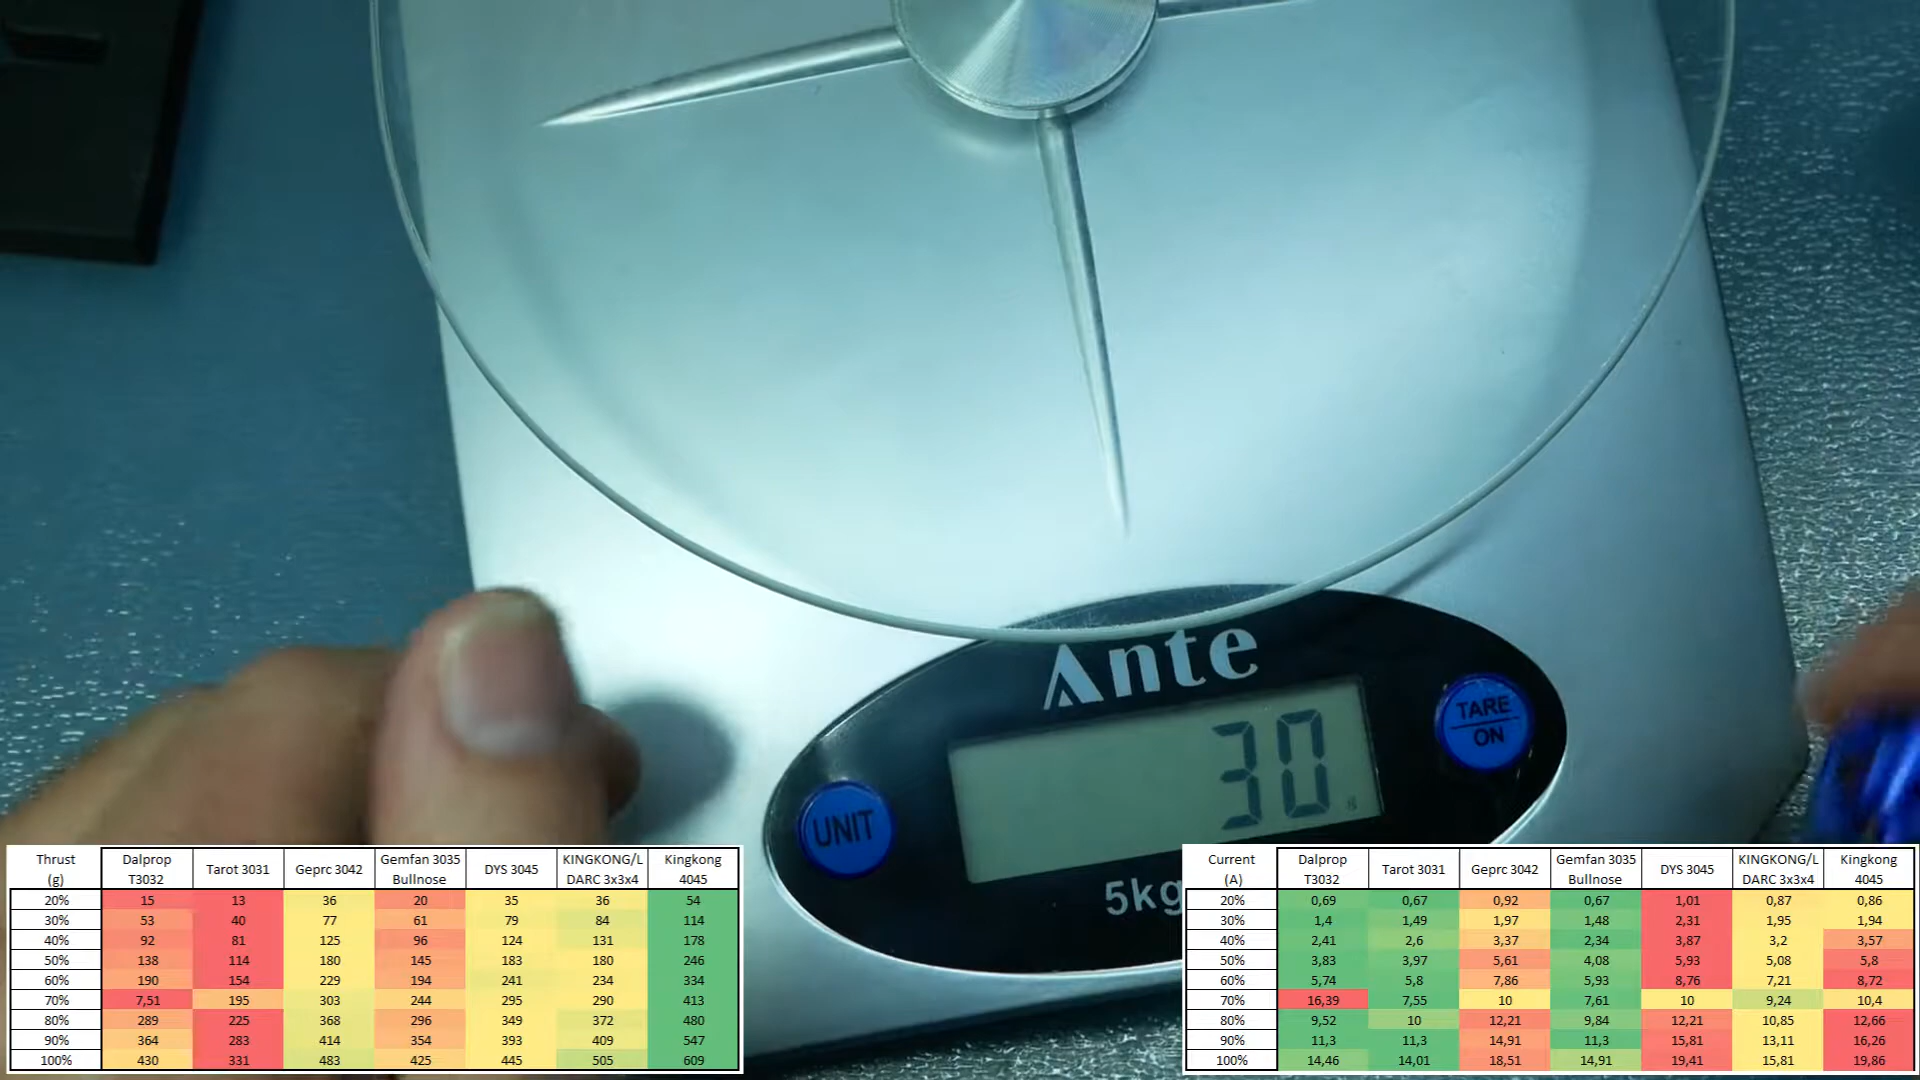 Ante
30 g
TARE
ON
UNIT
5kg
Thrust (g) Dalprop T3032 Tarot 3031 Geprc 3042 Gemfan 3035 Bullnose DYS 3045 KINGKONG/L DARC 3x3x4 Kingkong 4045
20% 15 13 36 20 35 36 54
30% 53 40 77 61 79 84 114
40% 92 81 125 96 124 131 178
50% 138 114 180 145 183 180 246
60% 190 154 229 194 241 234 334
70% 7,51 195 303 244 295 290 413
80% 289 225 368 296 349 372 480
90% 364 283 414 354 393 409 547
100% 430 331 483 425 445 505 609
Current (A) Dalprop T3032 Tarot 3031 Geprc 3042 Gemfan 3035 Bullnose DYS 3045 KINGKONG/L DARC 3x3x4 Kingkong 4045
20% 0,69 0,67 0,92 0,67 1,01 0,87 0,86
30% 1,4 1,49 1,97 1,48 2,31 1,95 1,94
40% 2,41 2,6 3,37 2,34 3,87 3,2 3,57
50% 3,83 3,97 5,61 4,08 5,93 5,08 5,8
60% 5,74 5,8 7,86 5,93 8,76 7,21 8,72
70% 16,39 7,55 10 7,61 10 9,24 10,4
80% 9,52 10 12,21 9,84 12,21 10,85 12,66
90% 11,3 11,3 14,91 11,3 15,81 13,11 16,26
100% 14,46 14,01 18,51 14,91 19,41 15,81 19,86